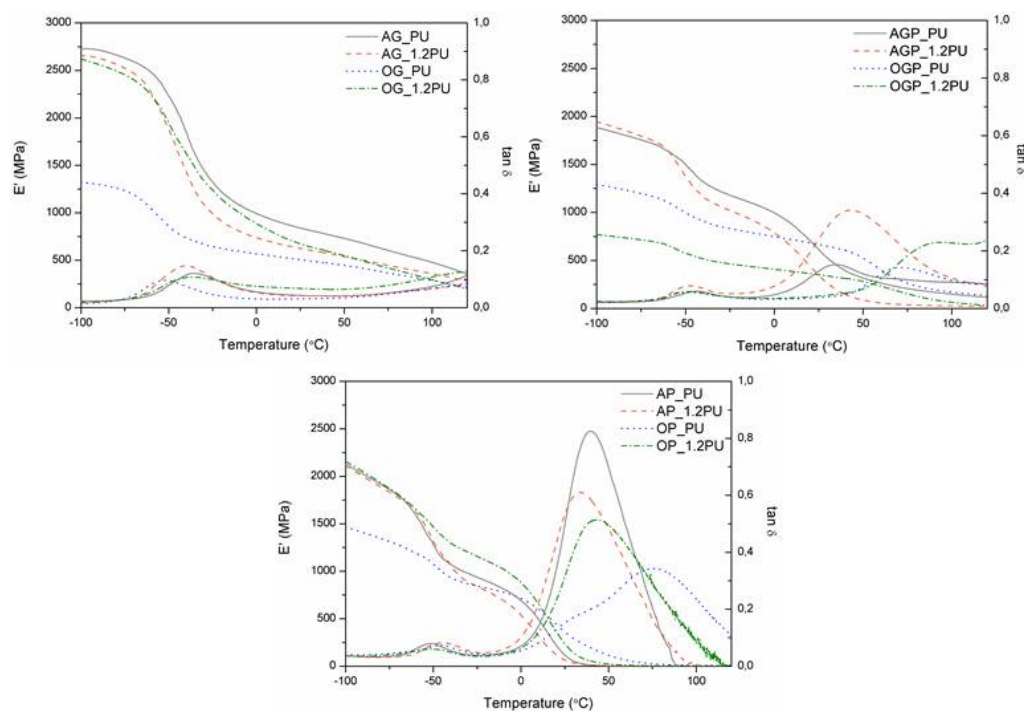 3000
2500
2000
1500
1000
500
0
E' (MPa)
1,0
0,8
0,6
0,4
0,2
0,0
tan δ
AG_PU
AG_1.2PU
OG_PU
OG_1.2PU
-100 -50 0 50 100
Temperature (°C)
3000
2500
2000
1500
1000
500
0
E' (MPa)
1,0
0,8
0,6
0,4
0,2
0,0
tan δ
AGP_PU
AGP_1.2PU
OGP_PU
OGP_1.2PU
-100 -50 0 50 100
Temperature (°C)
3000
2500
2000
1500
1000
500
0
E' (MPa)
1,0
0,8
0,6
0,4
0,2
0,0
tan δ
AP_PU
AP_1.2PU
OP_PU
OP_1.2PU
-100 -50 0 50 100
Temperature (°C)